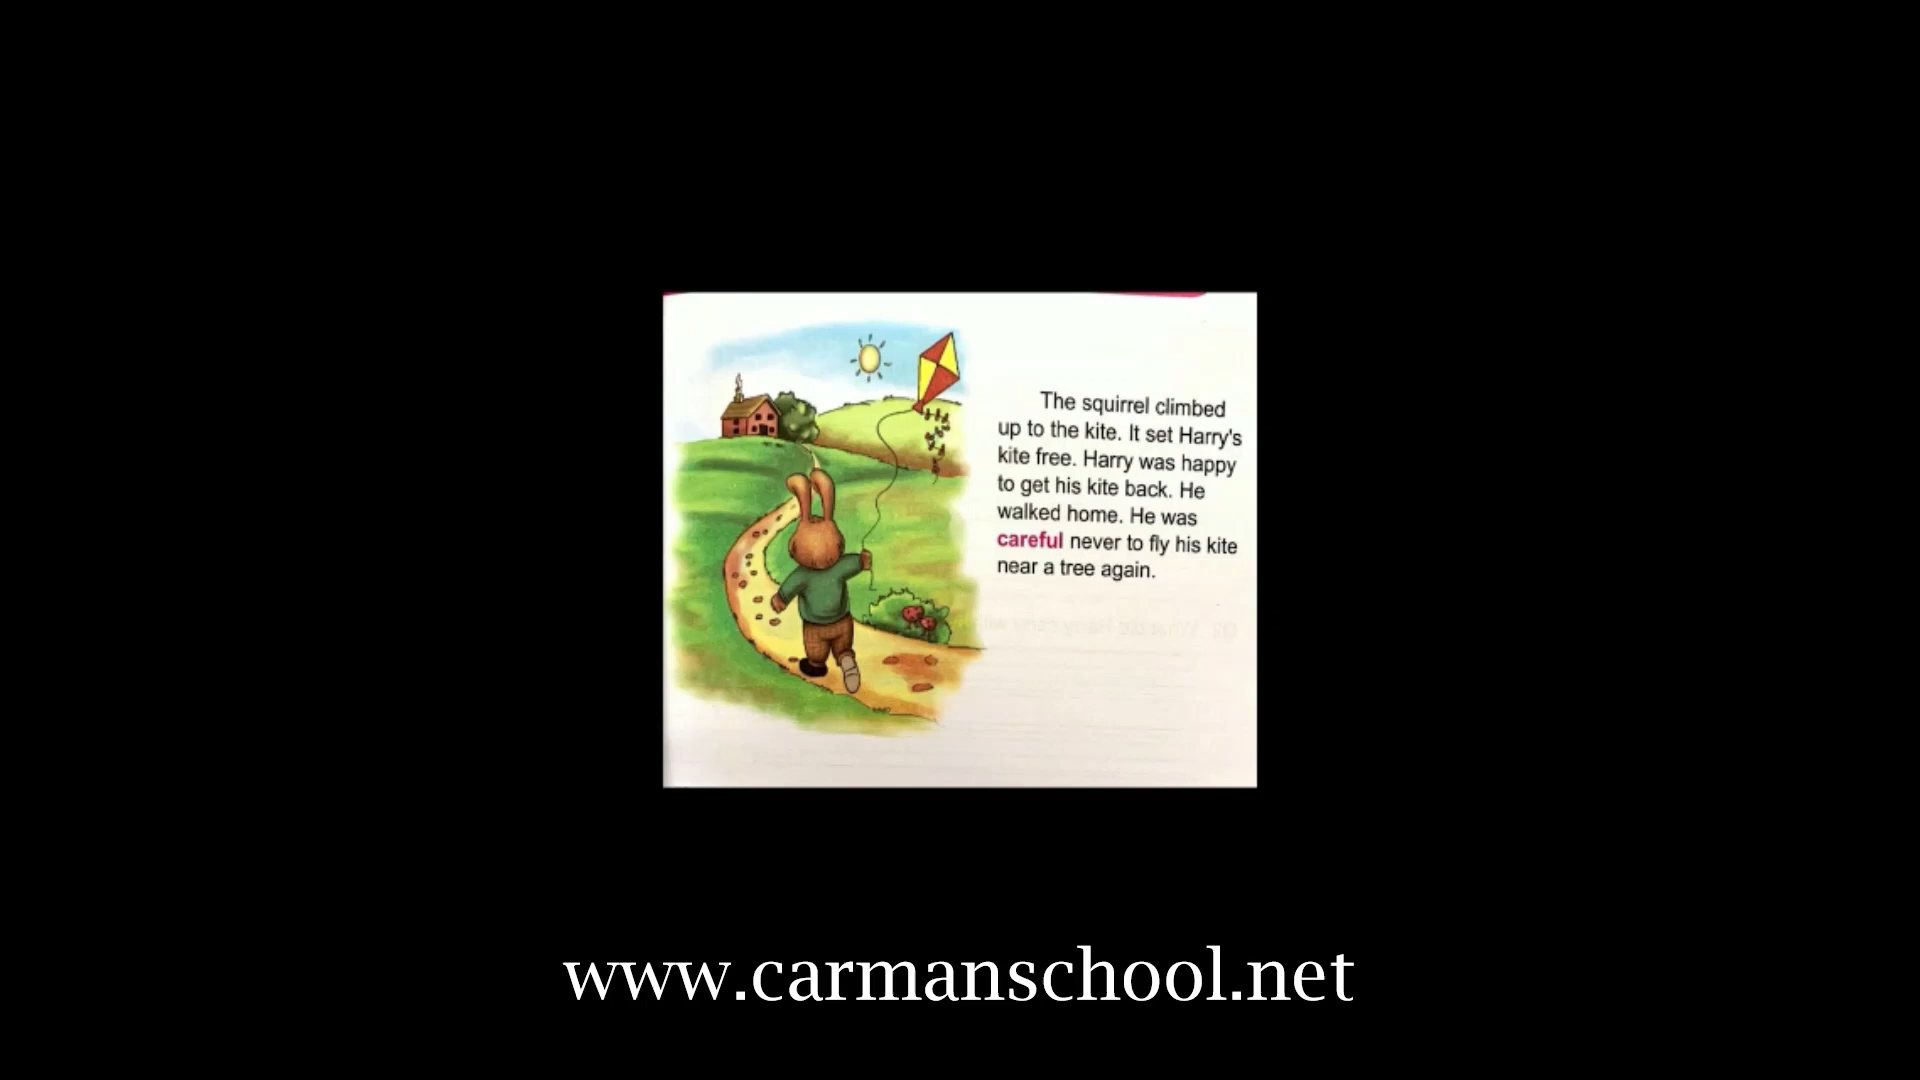 The squirrel climbed
up to the kite. It set Harry's
kite free. Harry was happy
to get his kite back. He
walked home. He was
careful never to fly his kite
near a tree again.
www.carmanschool.net